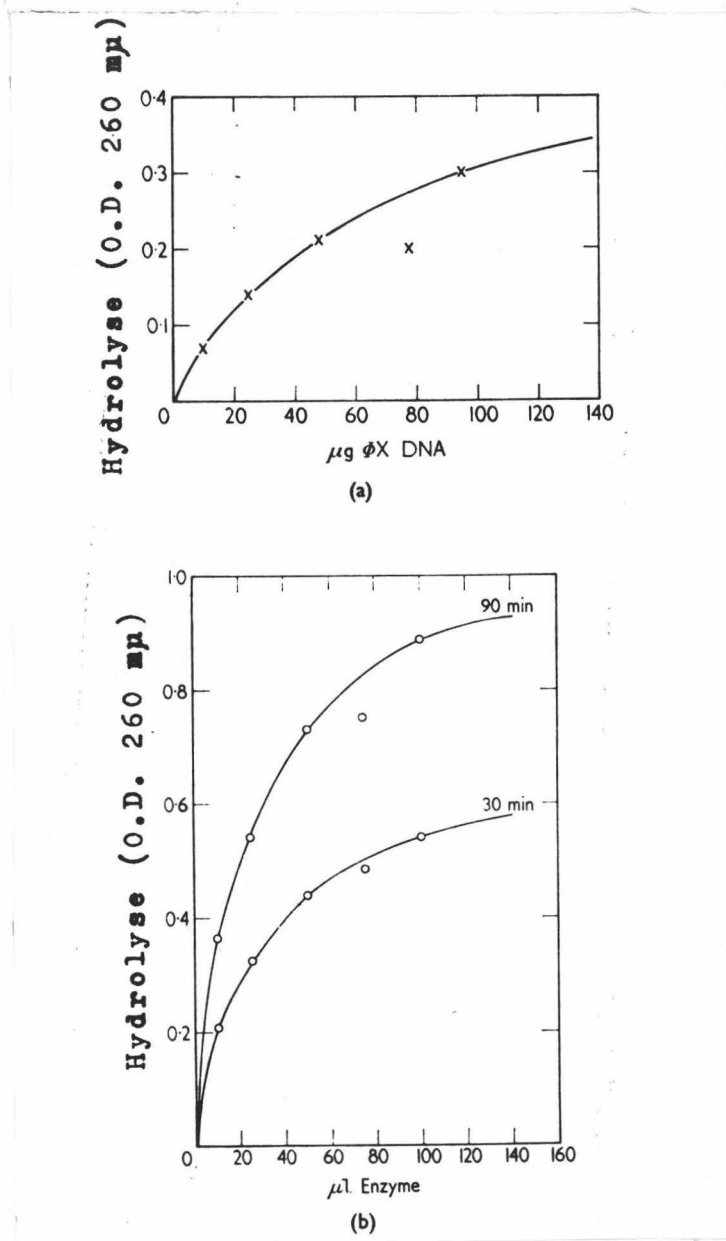 Hydrolyse (O.D. 260 mμ)
0·4
0·3
0·2
0·1
0 20 40 60 80 100 120 140
μg ΦX DNA
(a)
Hydrolyse (O.D. 260 mμ)
1·0
0·8
0·6
0·4
0·2
90 min
30 min
0 20 40 60 80 100 120 140 160
μl. Enzyme
(b)